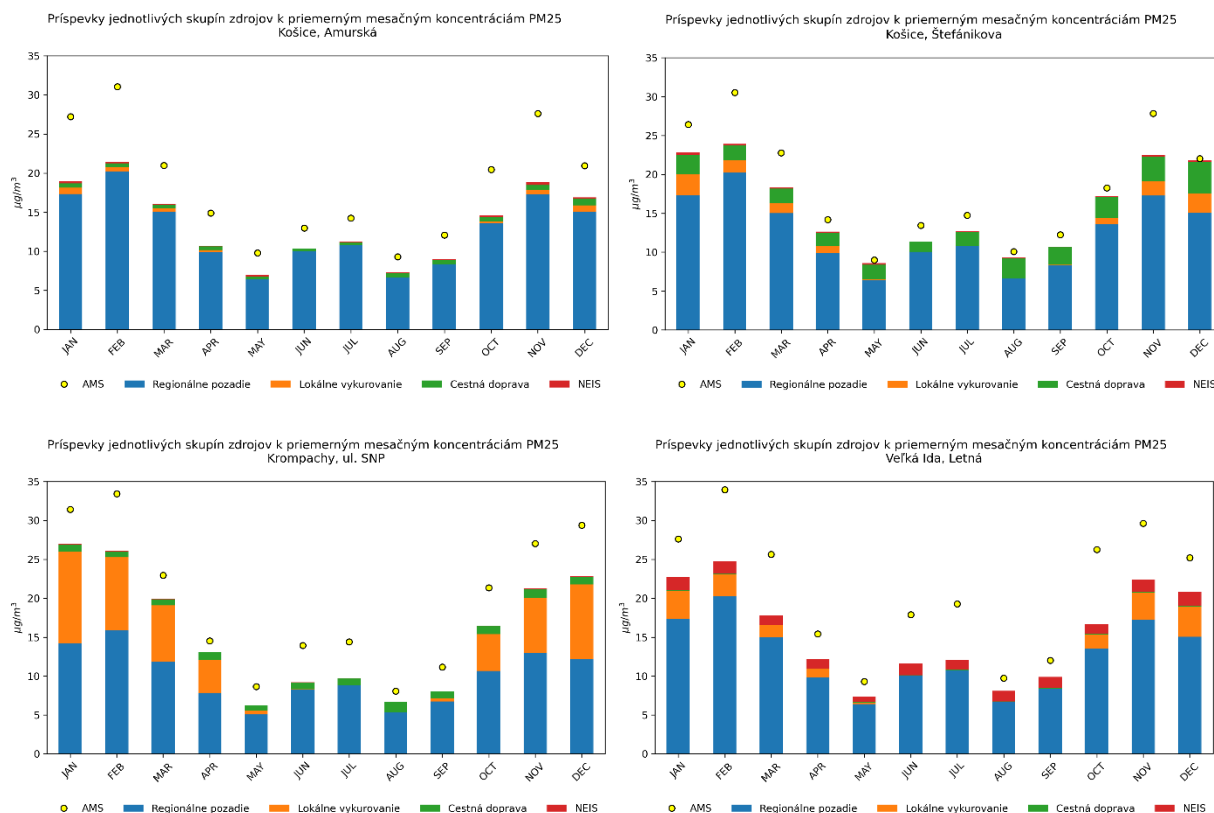 Príspevky jednotlivých skupín zdrojov k priemerným mesačným koncentráciám PM25
Košice, Amurská
35
30
25
20
15
10
5
0
µg/m³
JAN FEB MAR APR MAY JUN JUL AUG SEP OCT NOV DEC
AMS Regionálne pozadie Lokálne vykurovanie Cestná doprava NEIS
Príspevky jednotlivých skupín zdrojov k priemerným mesačným koncentráciám PM25
Košice, Štefánikova
35
30
25
20
15
10
5
0
µg/m³
JAN FEB MAR APR MAY JUN JUL AUG SEP OCT NOV DEC
AMS Regionálne pozadie Lokálne vykurovanie Cestná doprava NEIS
Príspevky jednotlivých skupín zdrojov k priemerným mesačným koncentráciám PM25
Krompachy, ul. SNP
35
30
25
20
15
10
5
0
µg/m³
JAN FEB MAR APR MAY JUN JUL AUG SEP OCT NOV DEC
AMS Regionálne pozadie Lokálne vykurovanie Cestná doprava NEIS
Príspevky jednotlivých skupín zdrojov k priemerným mesačným koncentráciám PM25
Veľká Ida, Letná
35
30
25
20
15
10
5
0
µg/m³
JAN FEB MAR APR MAY JUN JUL AUG SEP OCT NOV DEC
AMS Regionálne pozadie Lokálne vykurovanie Cestná doprava NEIS